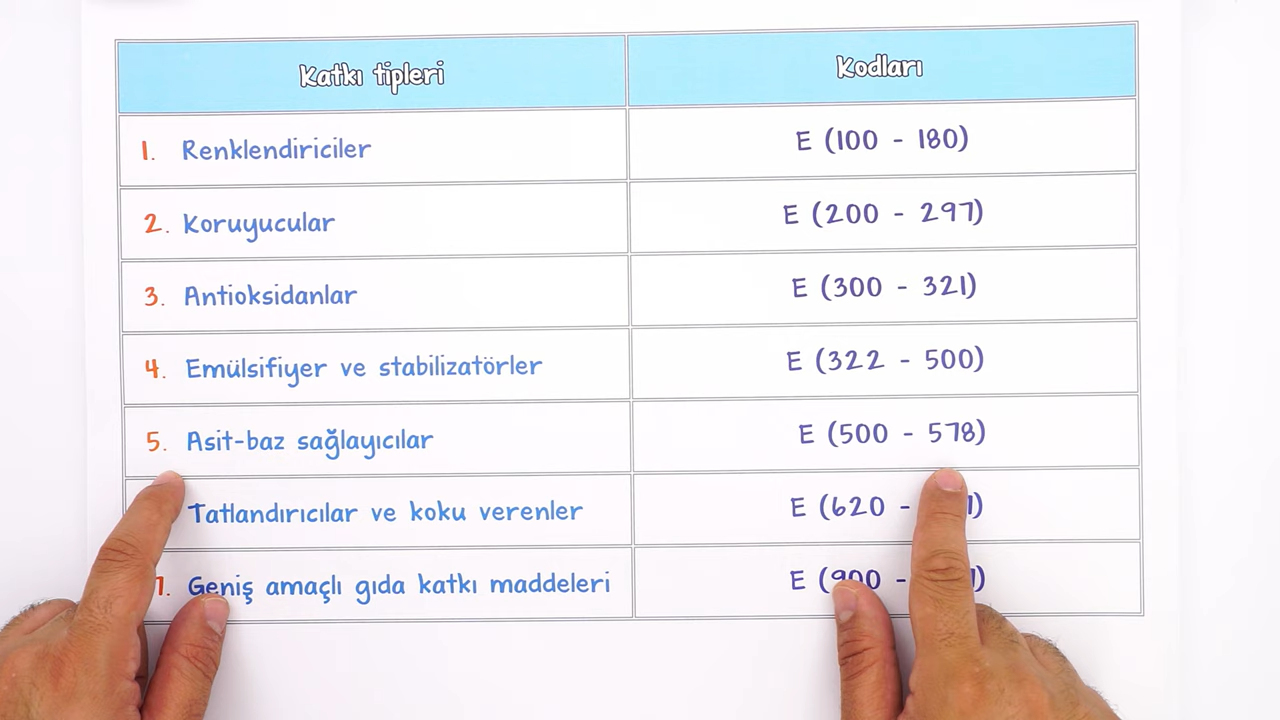 Katkı tipleri Kodları
1. Renklendiriciler E (100 - 180)
2. Koruyucular E (200 - 297)
3. Antioksidanlar E (300 - 321)
4. Emülsifiyer ve stabilizatörler E (322 - 500)
5. Asit-baz sağlayıcılar E (500 - 578)
Tatlandırıcılar ve koku verenler E (620 -
Geniş amaçlı gıda katkı maddeleri E (900 -